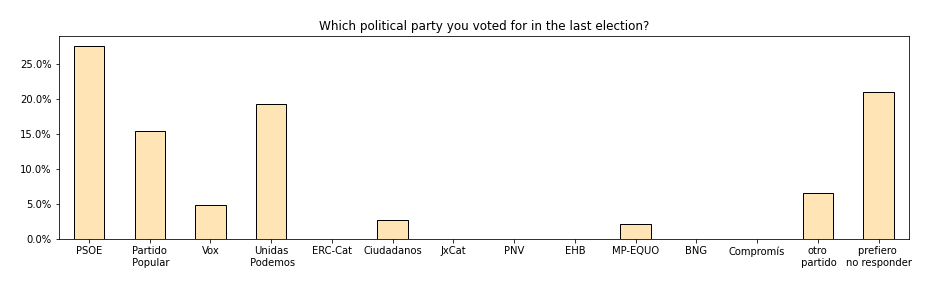 Which political party you voted for in the last election?
25.0%
20.0%
15.0%
10.0%
5.0%
0.0%
PSOE
Partido
Popular
Vox
Unidas
Podemos
ERC-Cat
Ciudadanos
JxCat
PNV
EHB
MP-EQUO
BNG
Compromís
otro
partido
prefiero
no responder